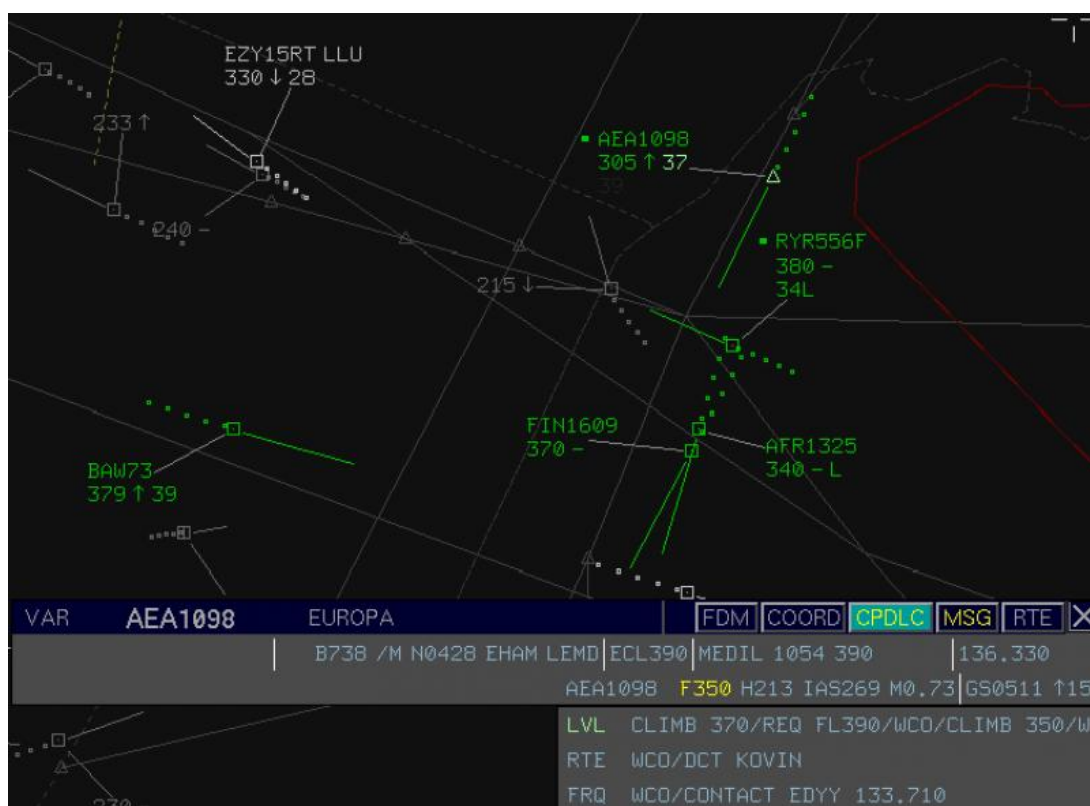 EZY15RT LLU
330 ↓ 28
233 ↑
240 -
AEA1098
305 ↑ 37
39
RYR556F
380 -
34L
215 ↓
FIN1609
370 -
AFR1325
340 - L
BAW73
379 ↑ 39
VAR AEA1098 EUROPA FDM COORD CPDLC MSG RTE X
B738 /M N0428 EHAM LEMD ECL390 MEDIL 1054 390 136.330
AEA1098 F350 H213 IAS269 M0.73 GS0511 ↑15
LVL CLIMB 370/REQ FL390/WCO/CLIMB 350/W
RTE WCO/DCT KOVIN
FRQ WCO/CONTACT EDYY 133.710